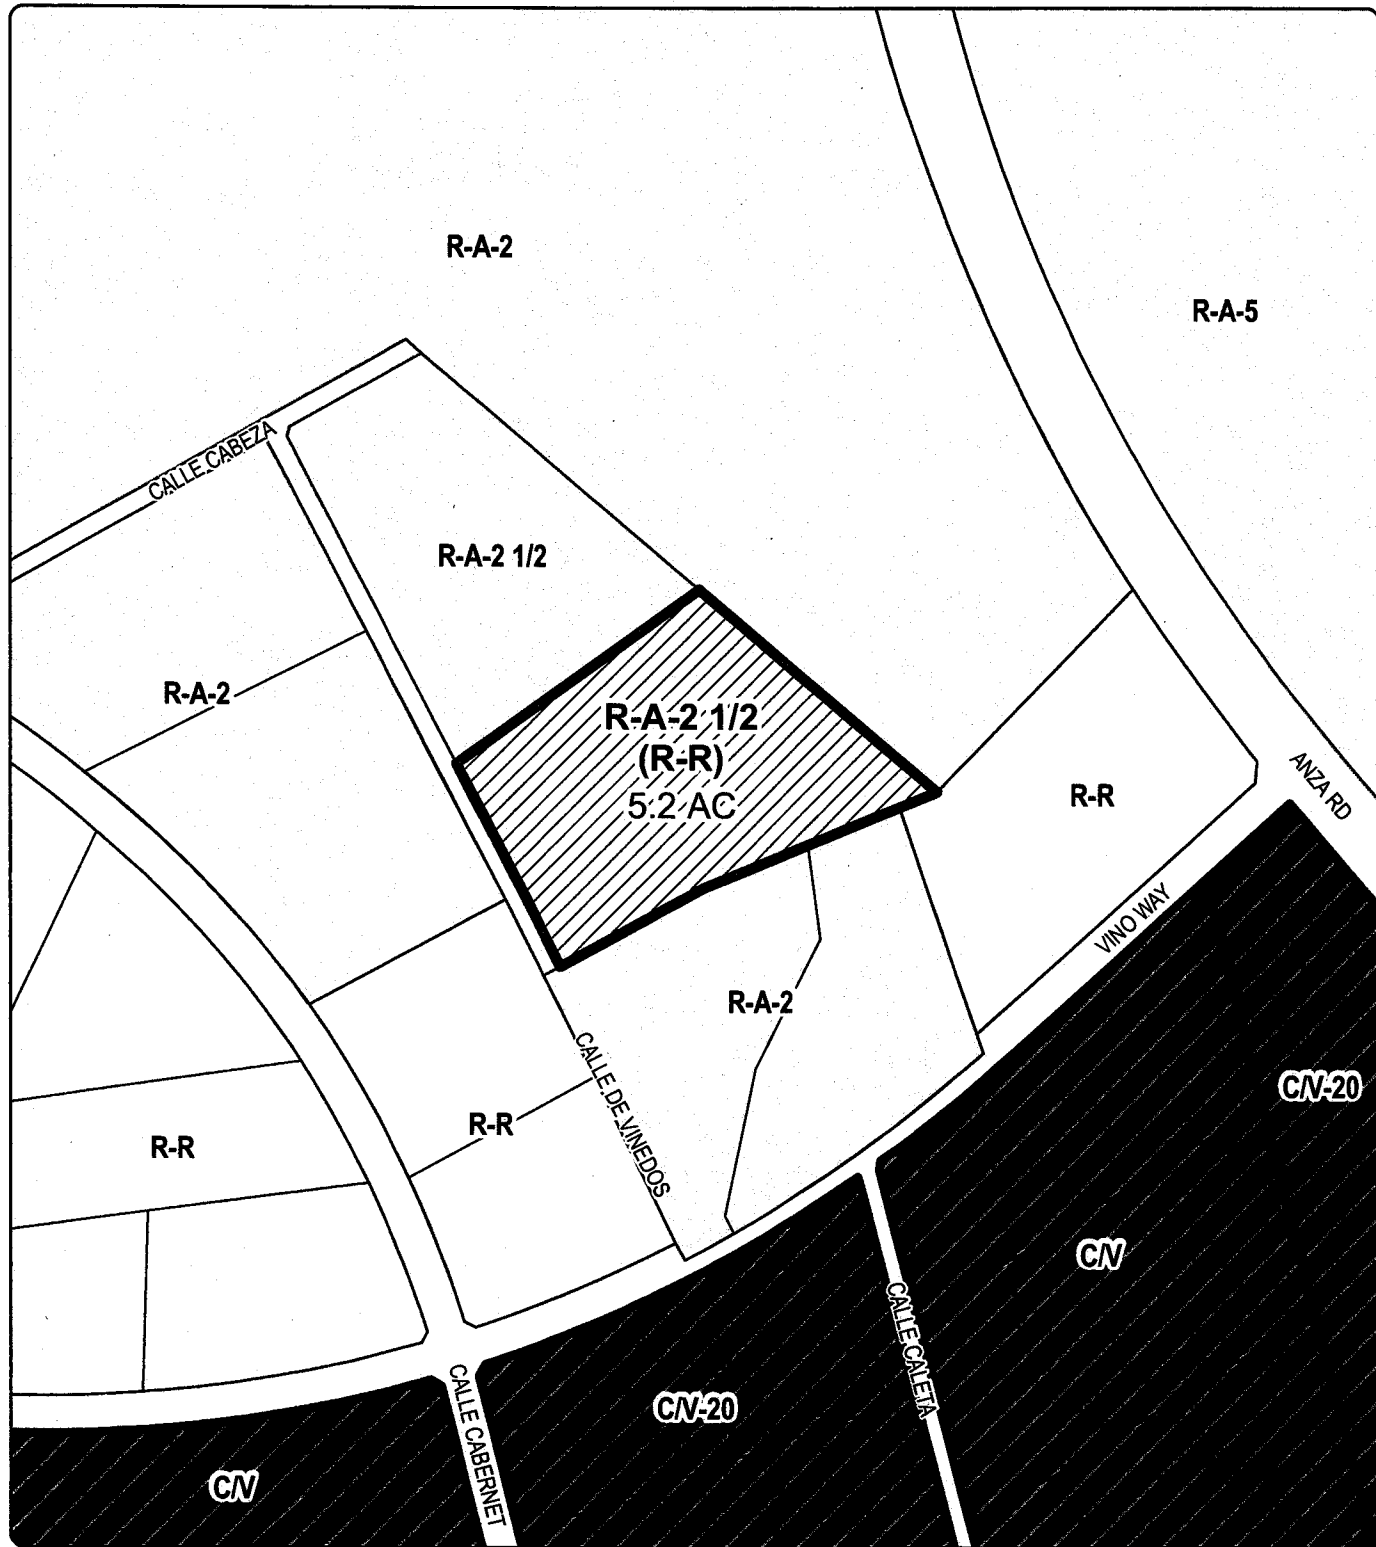 R-A-2
R-A-5
CALLE CABEZA
R-A-2 1/2
R-A-2
R-A-2 1/2
(R-R)
5.2 AC
R-R
ANZA RD
VINO WAY
R-A-2
CALLE DE VINEDOS
C/V-20
R-R
R-R
C/V
CALLE CALETA
CALLE CABERNET
C/V-20
C/V